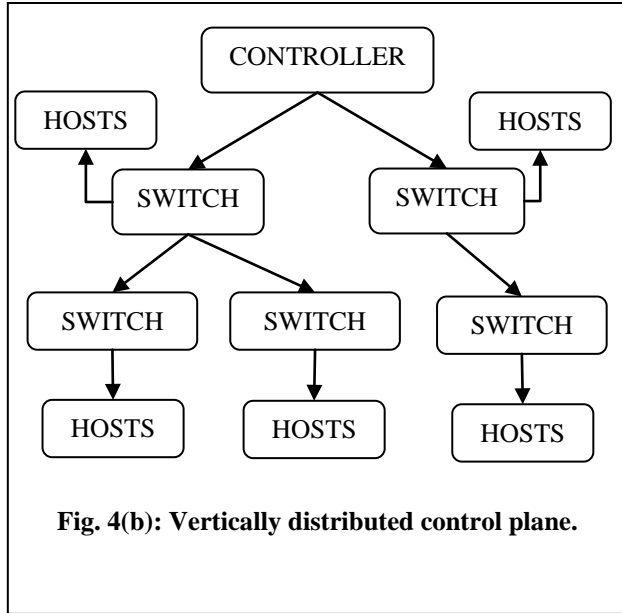 CONTROLLER
HOSTS
HOSTS
SWITCH
SWITCH
SWITCH
SWITCH
SWITCH
HOSTS
HOSTS
HOSTS
Fig. 4(b): Vertically distributed control plane.